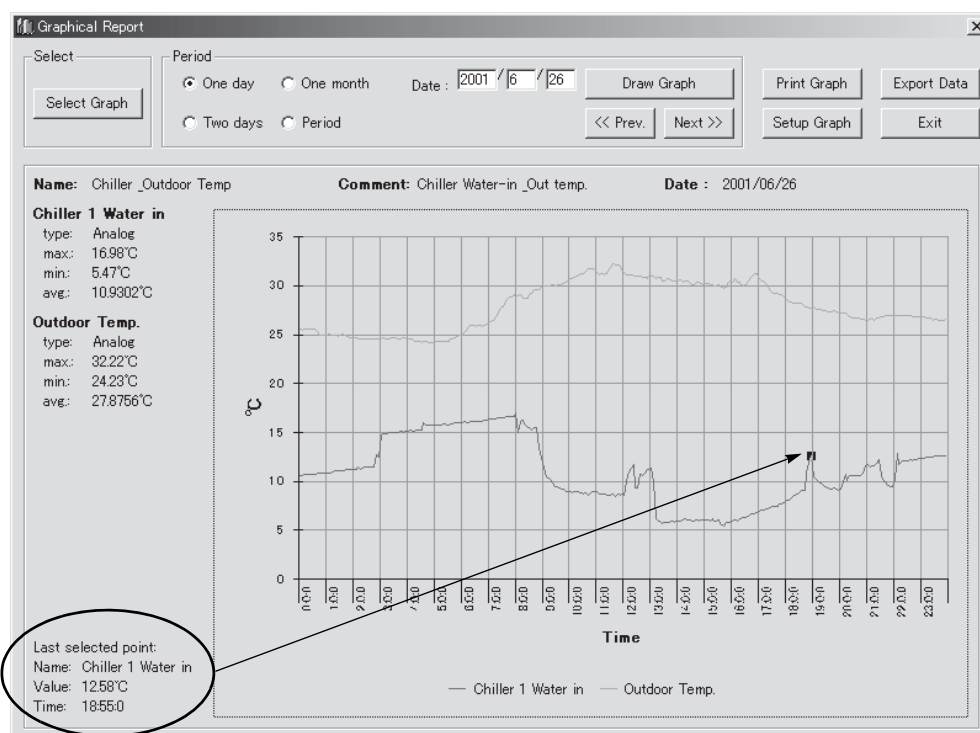 Graphical Report
Select
Period
Select Graph
One day
One month
Date : 2001 / 6 / 26
Draw Graph
Print Graph
Export Data
Two days
Period
<< Prev.
Next >>
Setup Graph
Exit
Name: Chiller _Outdoor Temp
Comment: Chiller Water-in _Out temp.
Date : 2001/06/26
Chiller 1 Water in
type: Analog
max.: 16.98℃
min.: 5.47℃
avg.: 10.9302℃
Outdoor Temp.
type: Analog
max.: 32.22℃
min.: 24.23℃
avg.: 27.8756℃
℃
35
30
25
20
15
10
5
0
Time
Chiller 1 Water in
Outdoor Temp.
Last selected point:
Name: Chiller 1 Water in
Value: 12.58℃
Time: 18:55:0